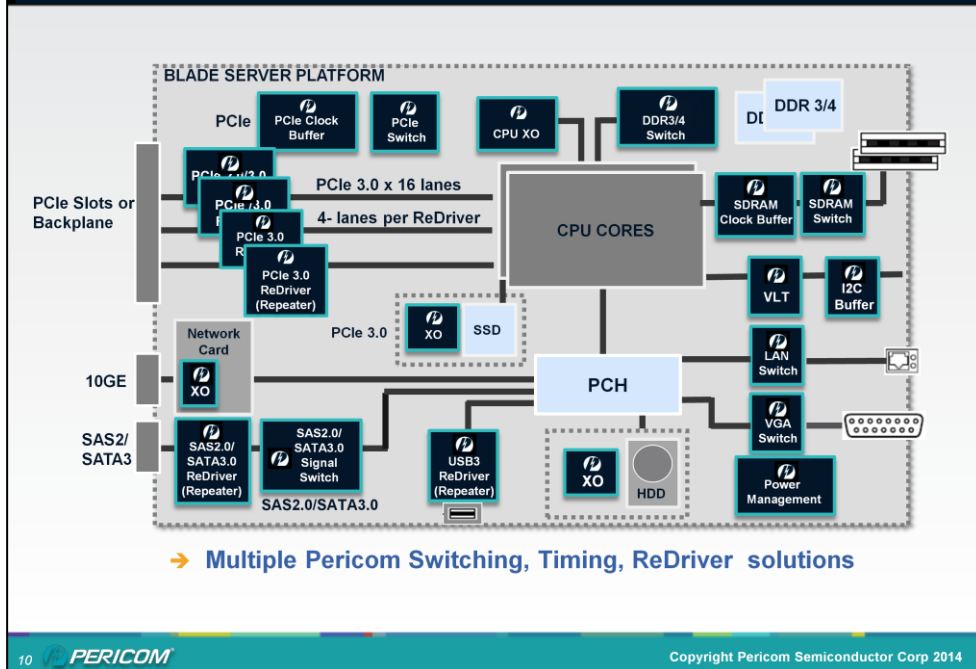 BLADE SERVER PLATFORM
PCIe
PCIe Clock
Buffer
PCIe
Switch
CPU XO
DDR3/4
Switch
DDR 3/4
PCIe Slots or
Backplane
PCIe 3.0 x 16 lanes
4- lanes per ReDriver
PCIe 3.0
PCIe 3.0
ReDriver
(Repeater)
CPU CORES
SDRAM
Clock Buffer
SDRAM
Switch
VLT
I2C
Buffer
PCIe 3.0
XO
SSD
Network
Card
XO
10GE
PCH
LAN
Switch
VGA
Switch
SAS2/
SATA3
SAS2.0/
SATA3.0
ReDriver
(Repeater)
SAS2.0/
SATA3.0
Signal
Switch
SAS2.0/SATA3.0
USB3
ReDriver
(Repeater)
XO
HDD
Power
Management
→ Multiple Pericom Switching, Timing, ReDriver solutions
10 PERICOM
Copyright Pericom Semiconductor Corp 2014